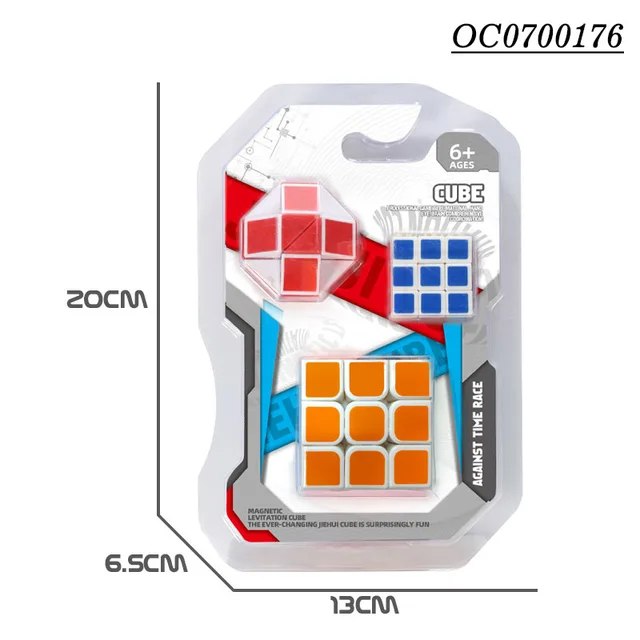 OC0700176
6+
AGES
CUBE
20CM
AGAINST TIME RACE
MAGNETIC
LEVITATION CUBE
THE EVER-CHANGING JIEHUI CUBE IS SURPRISINGLY FUN
6.5CM
13CM